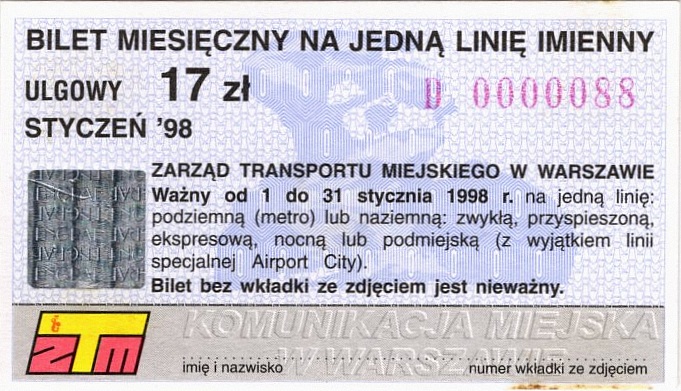 BILET MIESIĘCZNY NA JEDNĄ LINIĘ IMIENNY
ULGOWY 17 zł D 0000088
STYCZEŃ '98
ZARZĄD TRANSPORTU MIEJSKIEGO W WARSZAWIE
Ważny od 1 do 31 stycznia 1998 r. na jedną linię:
podziemną (metro) lub naziemną: zwykłą, przyspieszoną,
ekspresową, nocną lub podmiejską (z wyjątkiem linii
specjalnej Airport City).
Bilet bez wkładki ze zdjęciem jest nieważny.
KOMUNIKACJA MIEJSKA
W WARSZAWIE
ZTM
imię i nazwisko numer wkładki ze zdjęciem